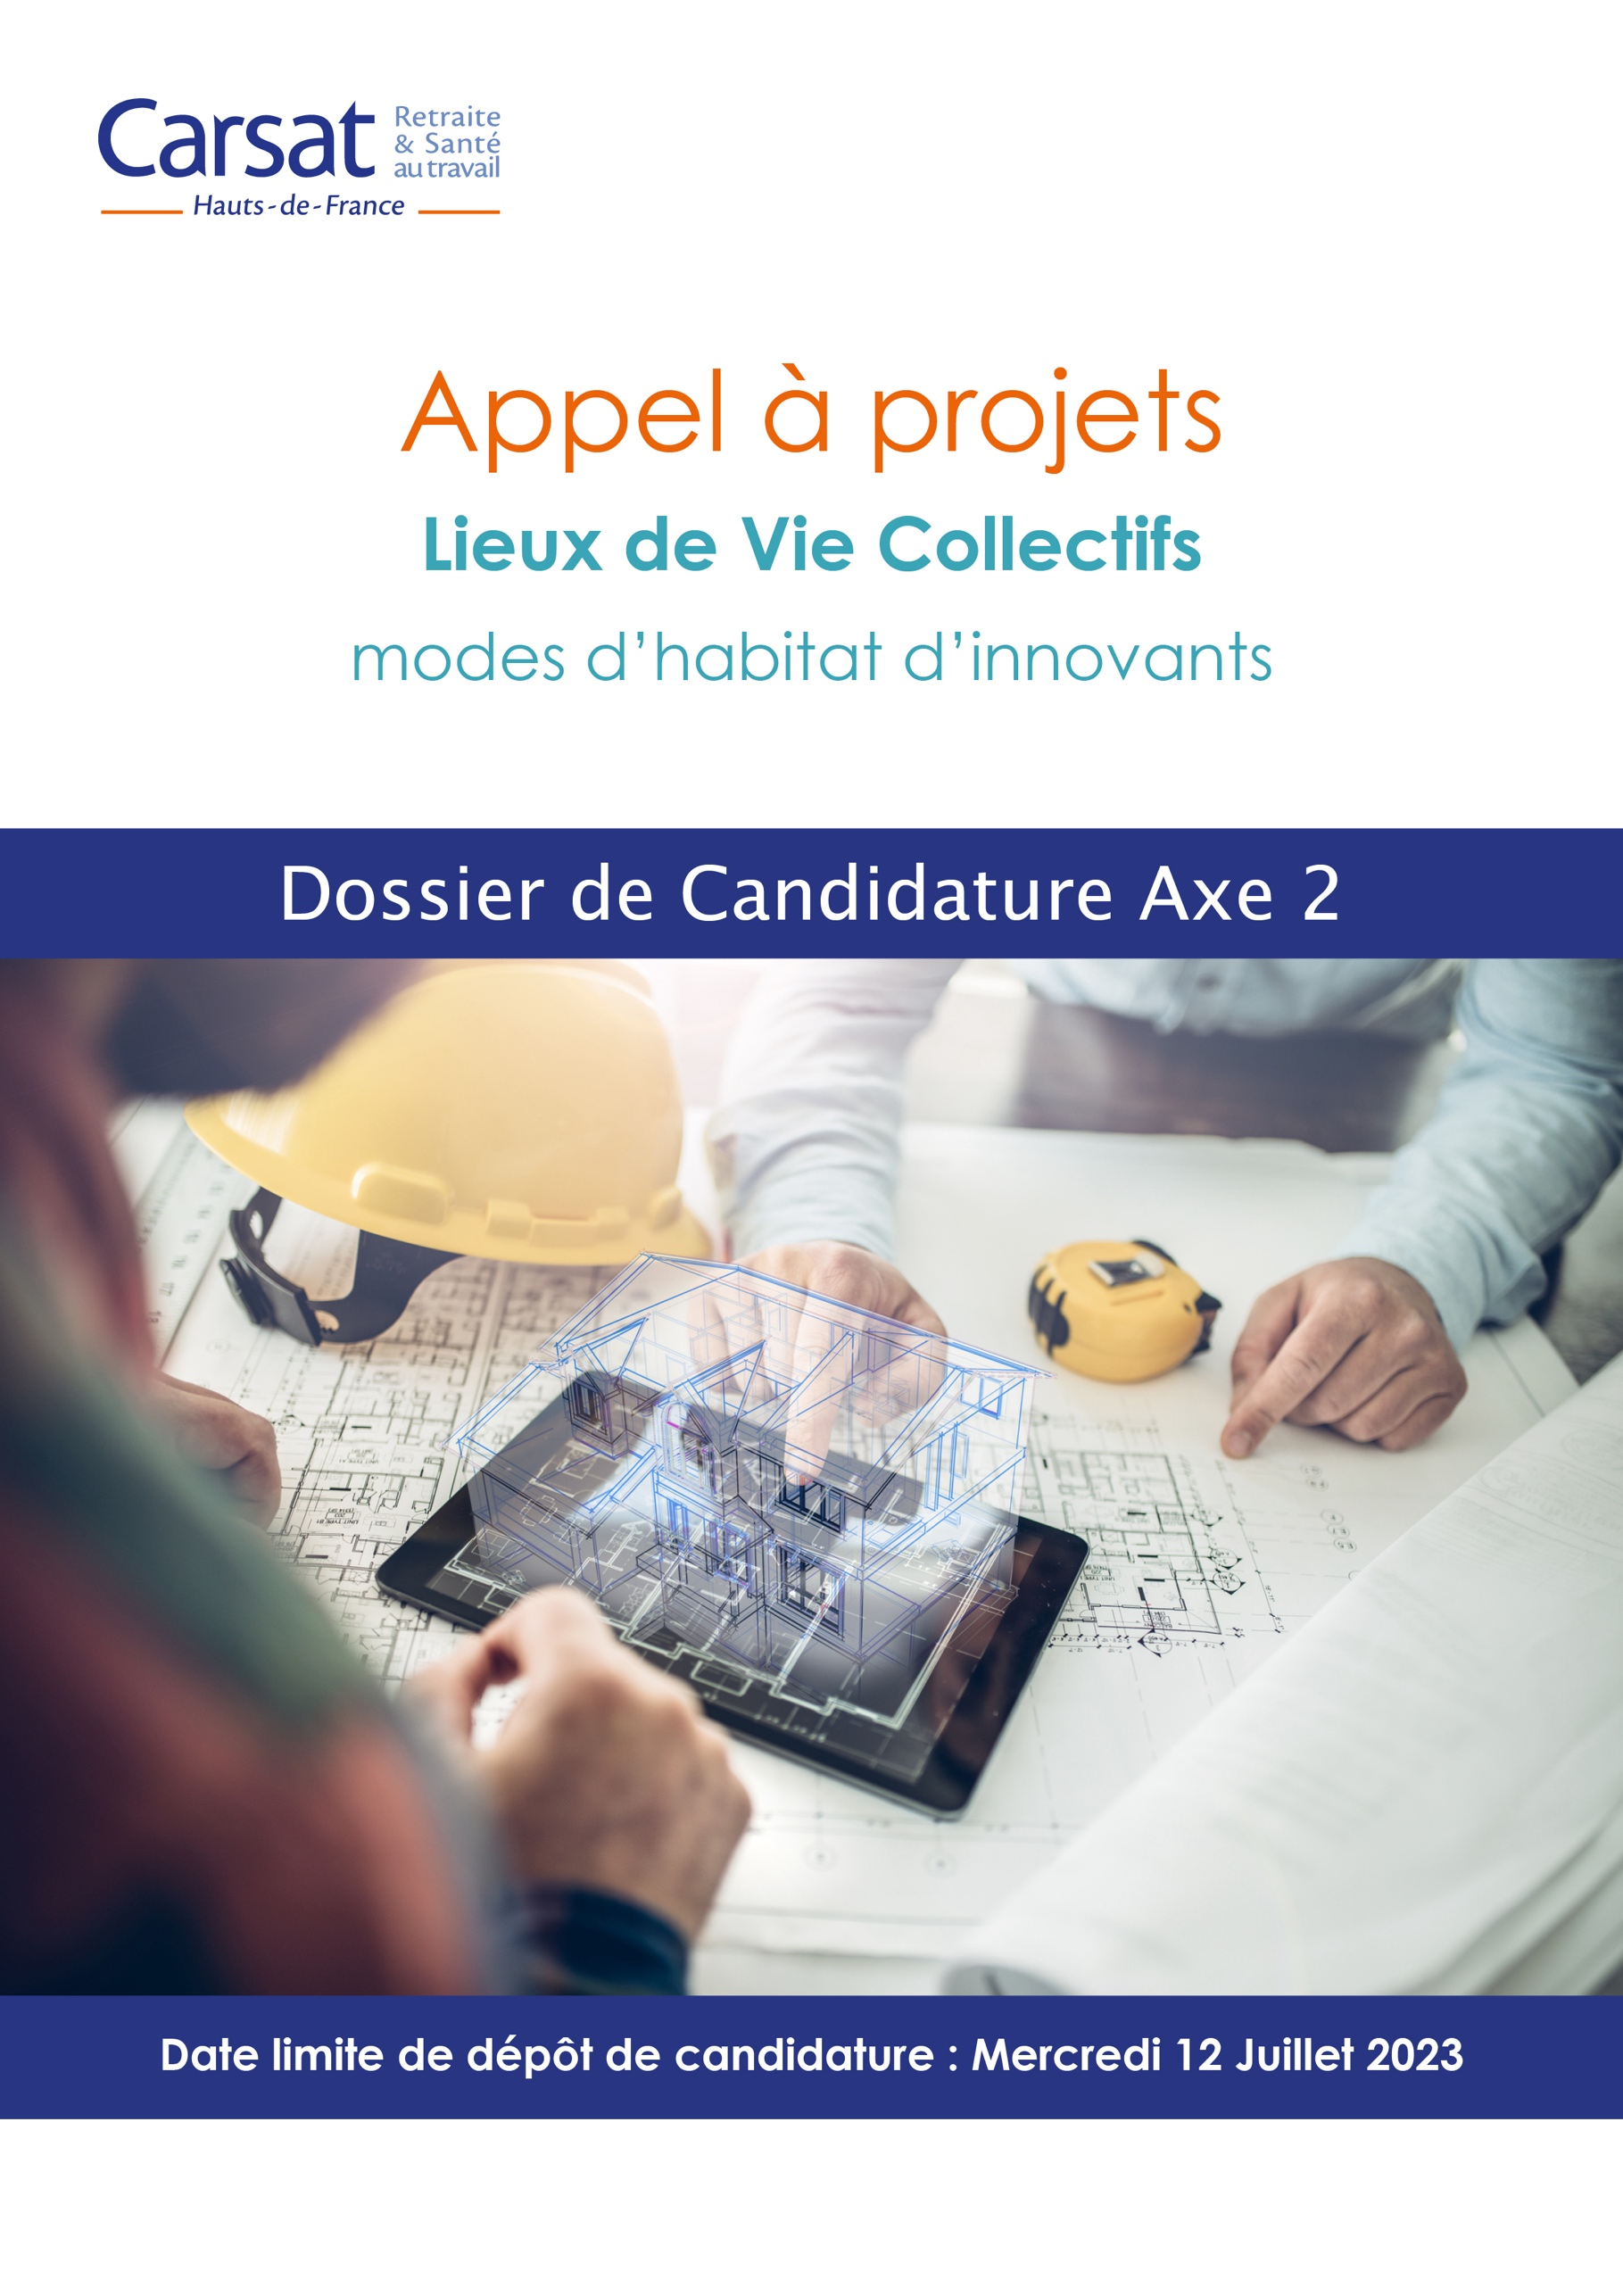 Carsat
Retraite
& Santé
au travail
Hauts-de-France
Appel à projets
Lieux de Vie Collectifs
modes d’habitat d’innovants
Dossier de Candidature Axe 2
Date limite de dépôt de candidature : Mercredi 12 Juillet 2023